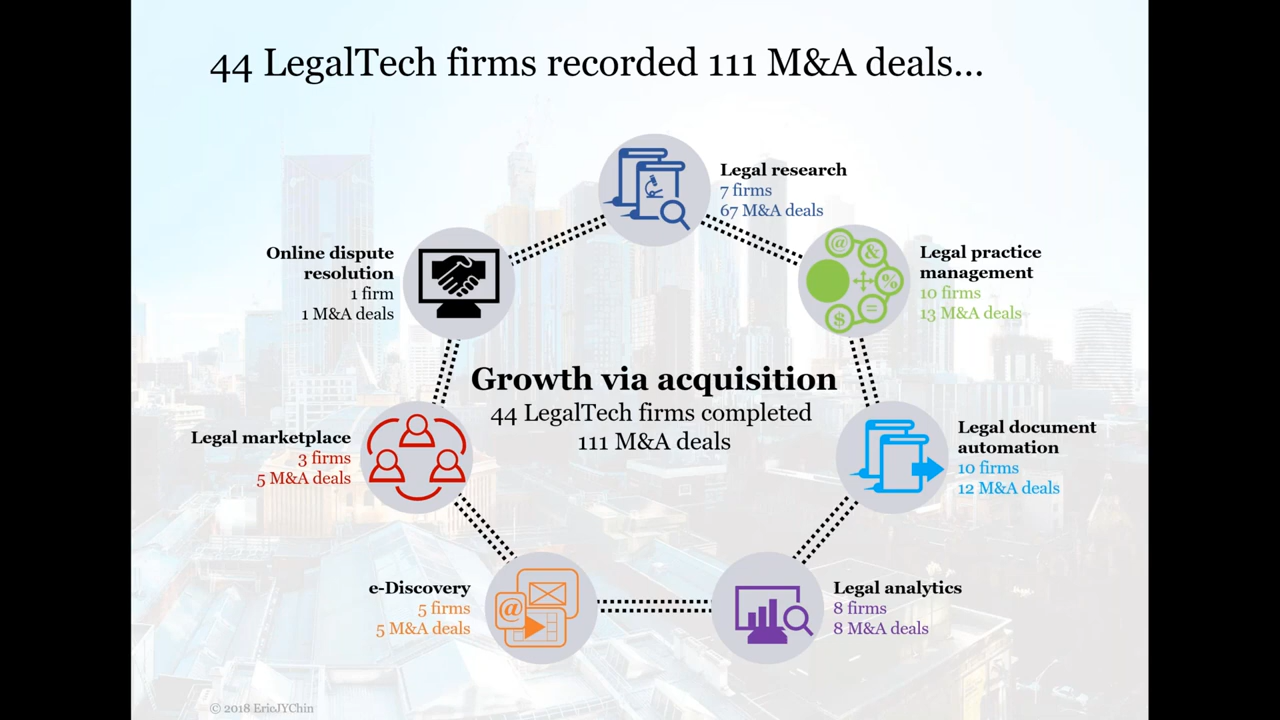 44 LegalTech firms recorded 111 M&A deals...
Legal research
7 firms
67 M&A deals
Legal practice
management
10 firms
13 M&A deals
Legal document
automation
10 firms
12 M&A deals
Legal analytics
8 firms
8 M&A deals
e-Discovery
5 firms
5 M&A deals
Legal marketplace
3 firms
5 M&A deals
Online dispute
resolution
1 firm
1 M&A deals
Growth via acquisition
44 LegalTech firms completed
111 M&A deals
@
&
%
=
$
@
© 2018 EricJYChin